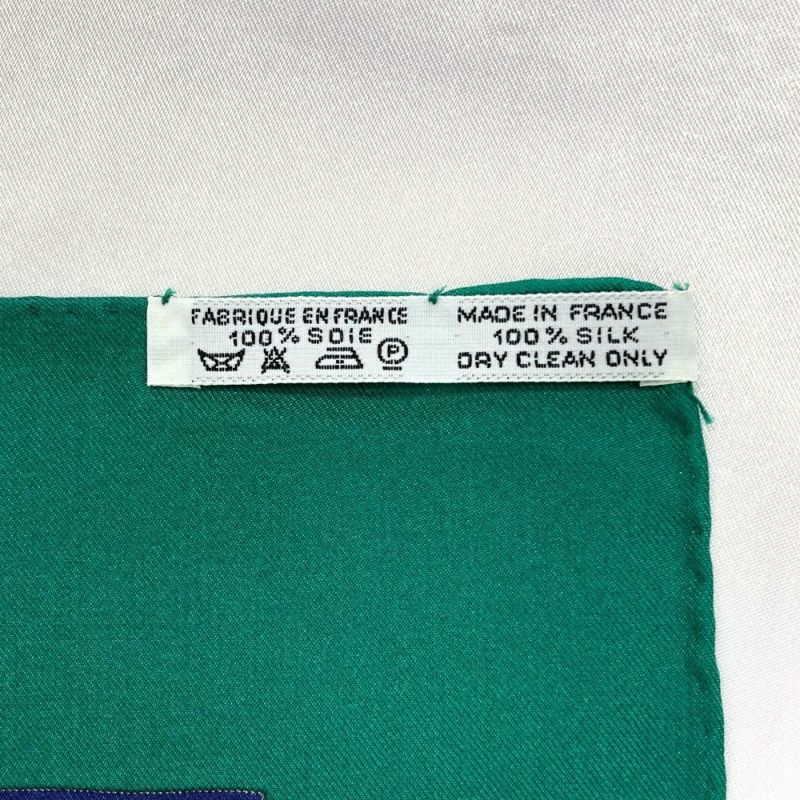 FABRIQUE EN FRANCE
100% SOIE
P
MADE IN FRANCE
100% SILK
DRY CLEAN ONLY